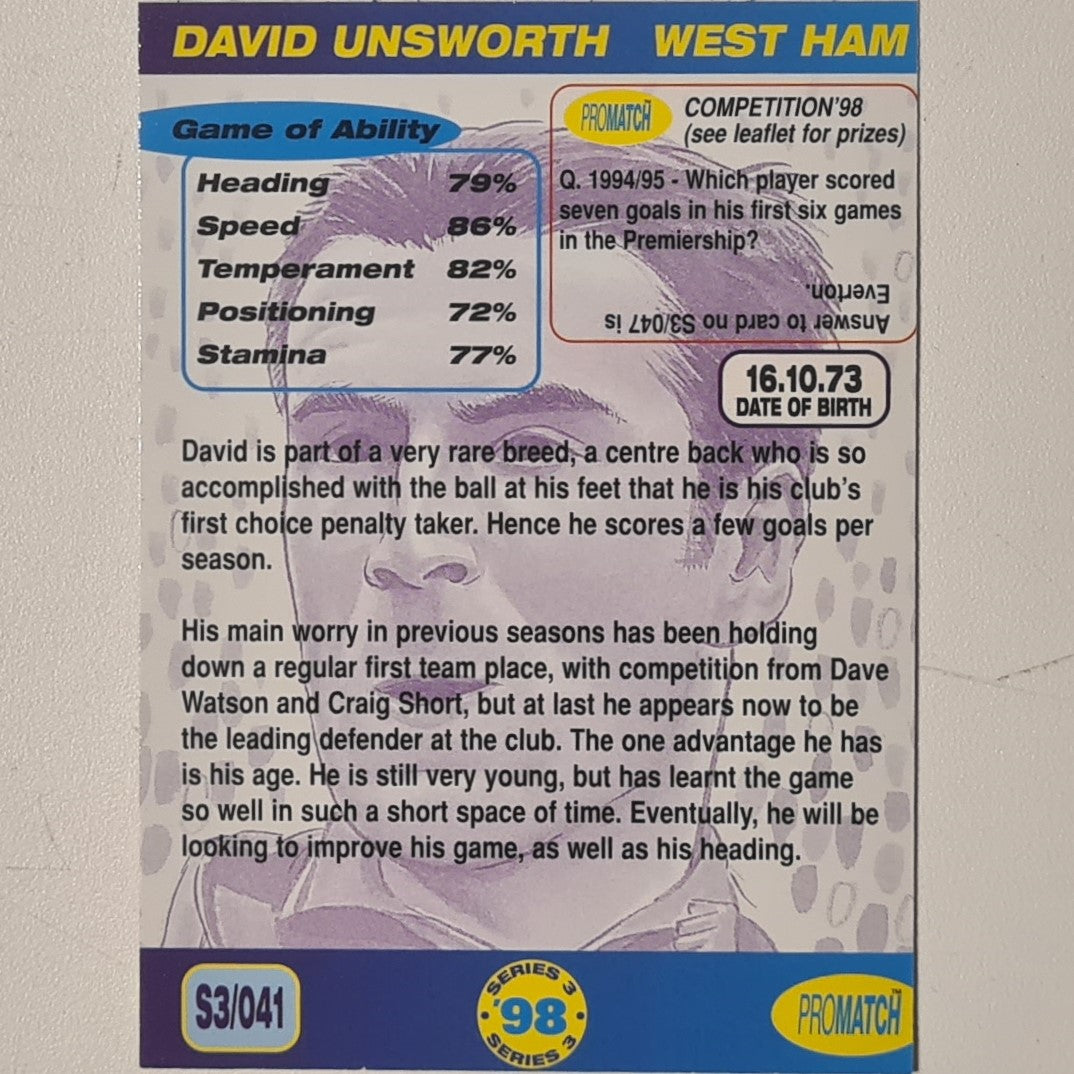 DAVID UNSWORTH WEST HAM
Game of Ability
Heading 79%
Speed 86%
Temperament 82%
Positioning 72%
Stamina 77%
PROMATCH™ COMPETITION'98
(see leaflet for prizes)
Q. 1994/95 - Which player scored
seven goals in his first six games
in the Premiership?
Answer to card no S3/047 is
Everton.
16.10.73
DATE OF BIRTH
David is part of a very rare breed, a centre back who is so
accomplished with the ball at his feet that he is his club's
first choice penalty taker. Hence he scores a few goals per
season.
His main worry in previous seasons has been holding
down a regular first team place, with competition from Dave
Watson and Craig Short, but at last he appears now to be
the leading defender at the club. The one advantage he has
is his age. He is still very young, but has learnt the game
so well in such a short space of time. Eventually, he will be
looking to improve his game, as well as his heading.
S3/041
SERIES 3
'98
SERIES 3
PROMATCH™